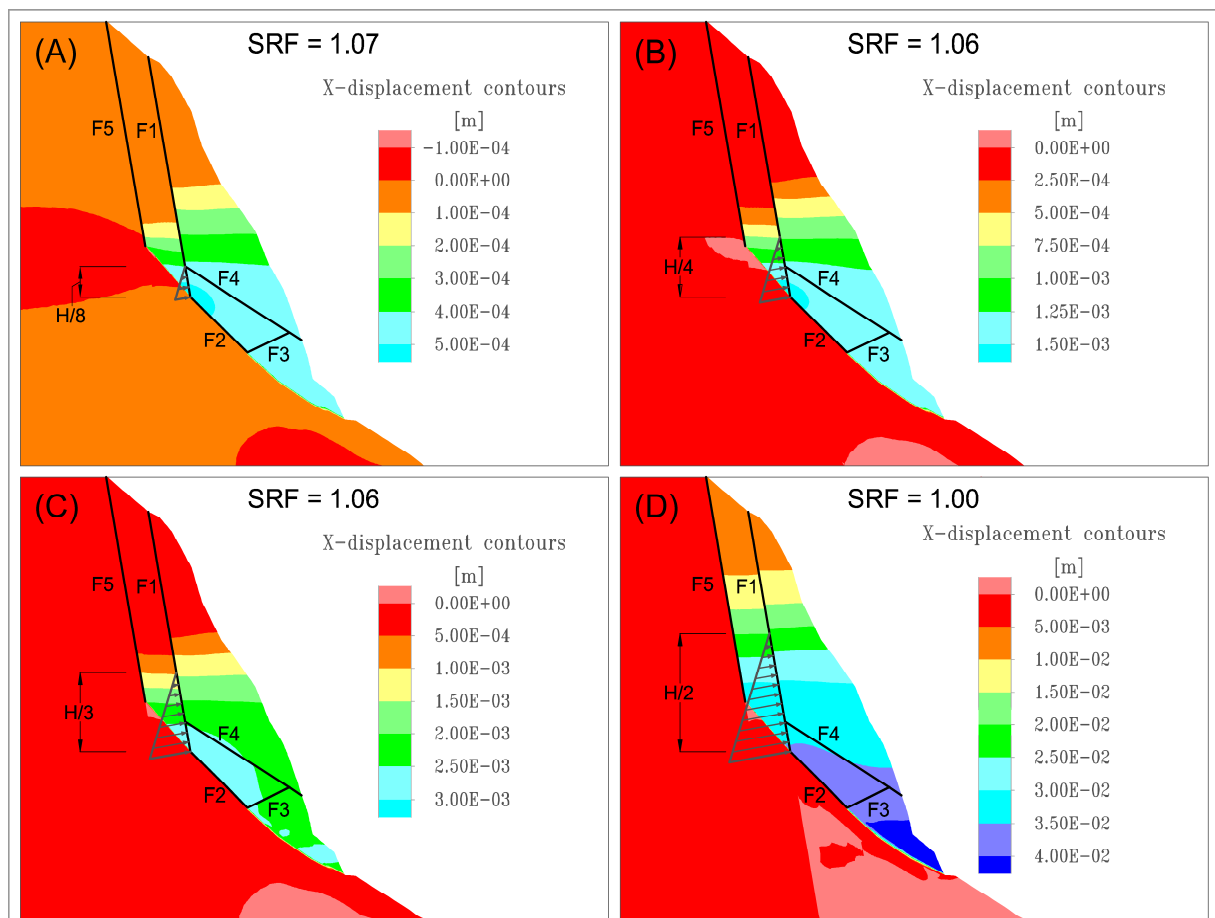 (A)
SRF = 1.07
X-displacement contours
[m]
-1.00E-04
0.00E+00
1.00E-04
2.00E-04
3.00E-04
4.00E-04
5.00E-04
F5
F1
F4
F2
F3
H/8
(B)
SRF = 1.06
X-displacement contours
[m]
0.00E+00
2.50E-04
5.00E-04
7.50E-04
1.00E-03
1.25E-03
1.50E-03
F5
F1
F4
F2
F3
H/4
(C)
SRF = 1.06
X-displacement contours
[m]
0.00E+00
5.00E-04
1.00E-03
1.50E-03
2.00E-03
2.50E-03
3.00E-03
F5
F1
F4
F2
F3
H/3
(D)
SRF = 1.00
X-displacement contours
[m]
0.00E+00
5.00E-03
1.00E-02
1.50E-02
2.00E-02
2.50E-02
3.00E-02
3.50E-02
4.00E-02
F5
F1
F4
F2
F3
H/2